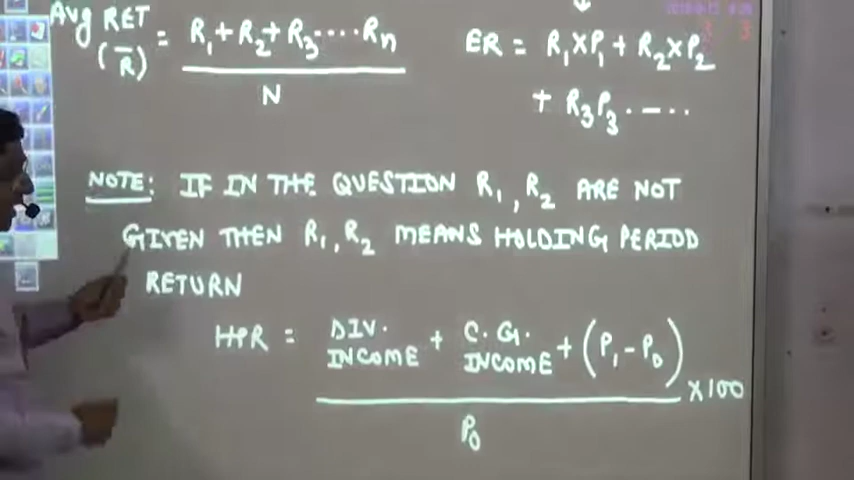 Avg RET = R₁+R₂+R₃....Rn
(R̅)
N
ER = R₁×P₁+ R₂×P₂
+ R₃P₃.-–...
NOTE: IF IN THE QUESTION R₁, R₂ ARE NOT
GIVEN THEN R₁, R₂ MEANS HOLDING PERIOD
RETURN
HPR = DIV. INCOME + C.G. INCOME + (P₁-P₀) ×100
P₀